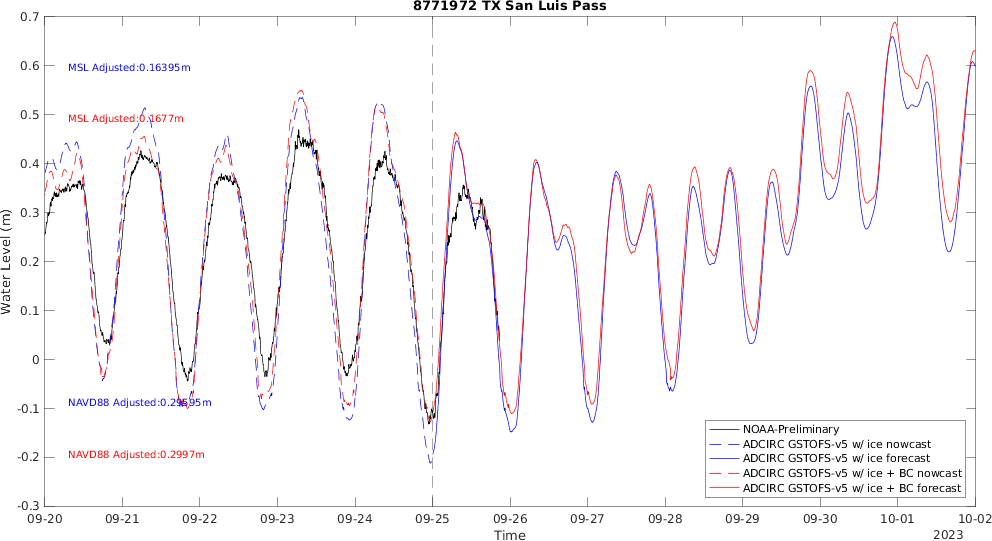 8771972 TX San Luis Pass
0.7
0.6
0.5
0.4
0.3
0.2
0.1
0
-0.1
-0.2
-0.3
Water Level (m)
MSL Adjusted:0.16395m
MSL Adjusted:0.1677m
NAVD88 Adjusted:0.29595m
NAVD88 Adjusted:0.2997m
NOAA-Preliminary
ADCIRC GSTOFS-v5 w/ ice nowcast
ADCIRC GSTOFS-v5 w/ ice forecast
ADCIRC GSTOFS-v5 w/ ice + BC nowcast
ADCIRC GSTOFS-v5 w/ ice + BC forecast
09-20 09-21 09-22 09-23 09-24 09-25 09-26 09-27 09-28 09-29 09-30 10-01 10-02
Time
2023